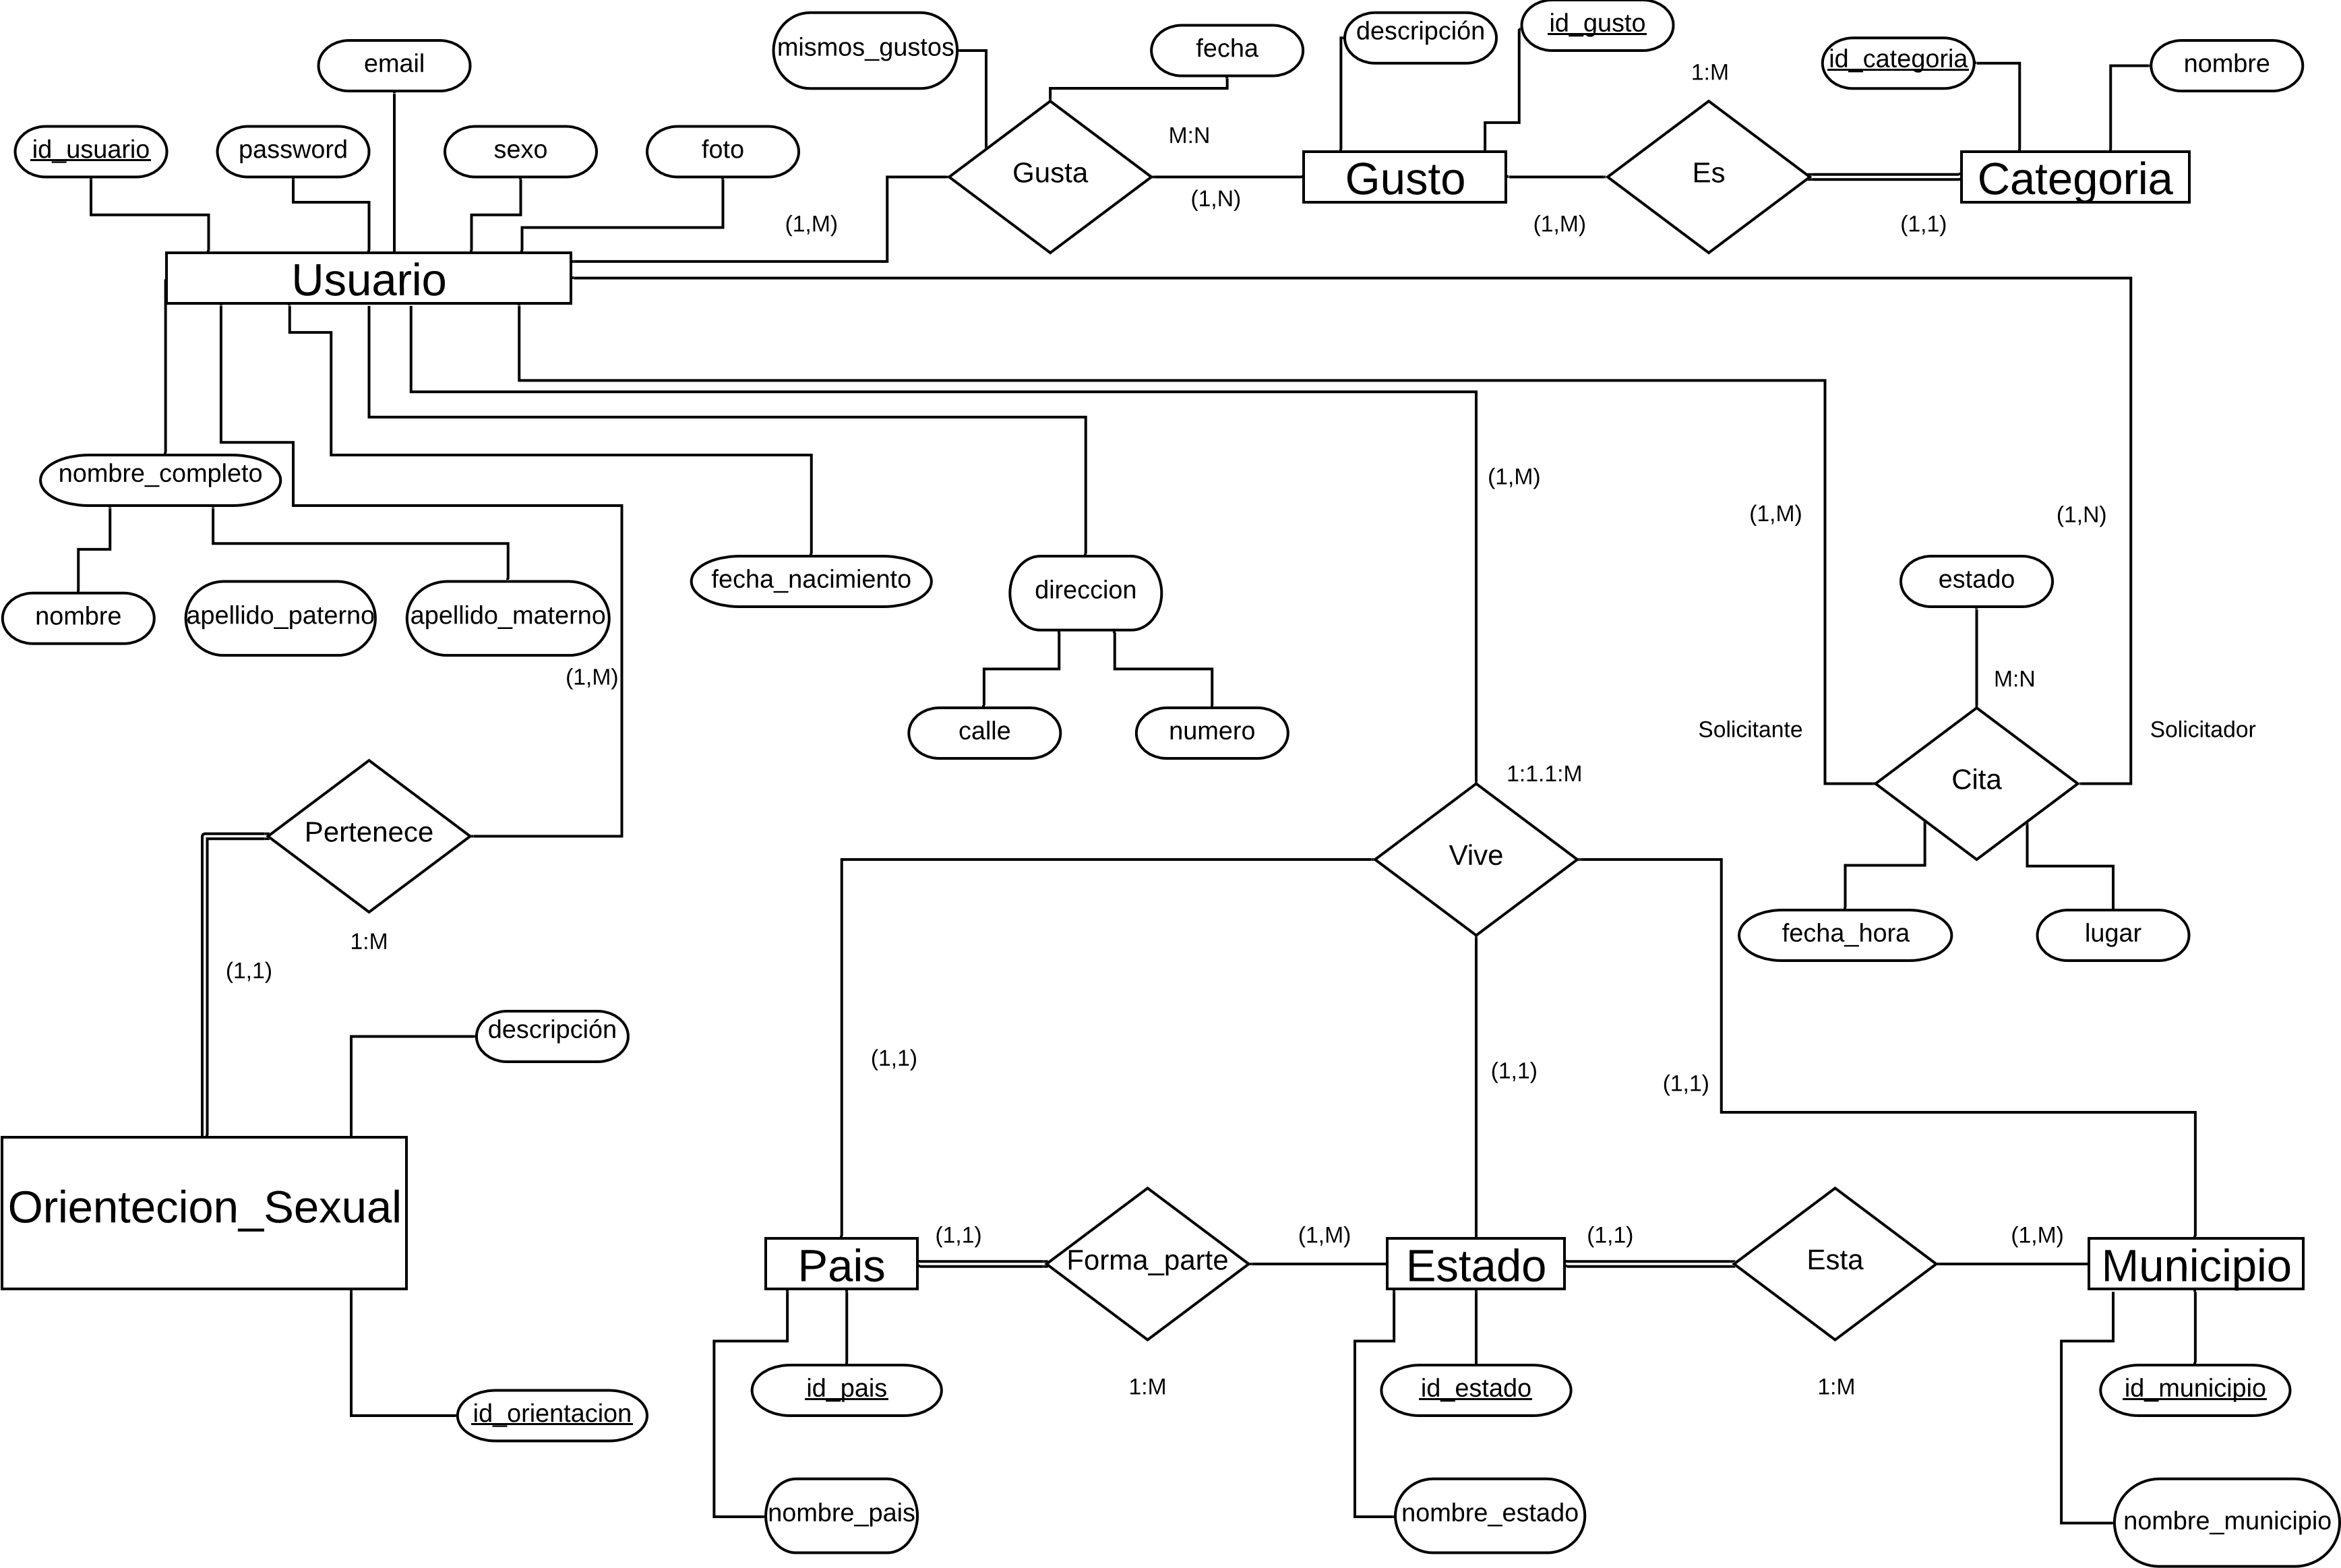 id_gusto
descripción
mismos_gustos
fecha
email
id_categoria
nombre
1:M
id_usuario
password
sexo
foto
M:N
Gusta
Gusto
Es
Categoria
(1,N)
(1,M)
(1,M)
(1,1)
Usuario
nombre_completo
(1,M)
(1,M)
(1,N)
fecha_nacimiento
direccion
estado
nombre
apellido_paterno
apellido_materno
(1,M)
M:N
calle
numero
Solicitante
Solicitador
1:1.1:M
Cita
Pertenece
Vive
1:M
fecha_hora
lugar
(1,1)
descripción
(1,1)
(1,1)
(1,1)
Orientecion_Sexual
(1,1)
(1,M)
(1,1)
(1,M)
Pais
Forma_parte
Estado
Esta
Municipio
id_pais
1:M
id_estado
1:M
id_municipio
id_orientacion
nombre_pais
nombre_estado
nombre_municipio